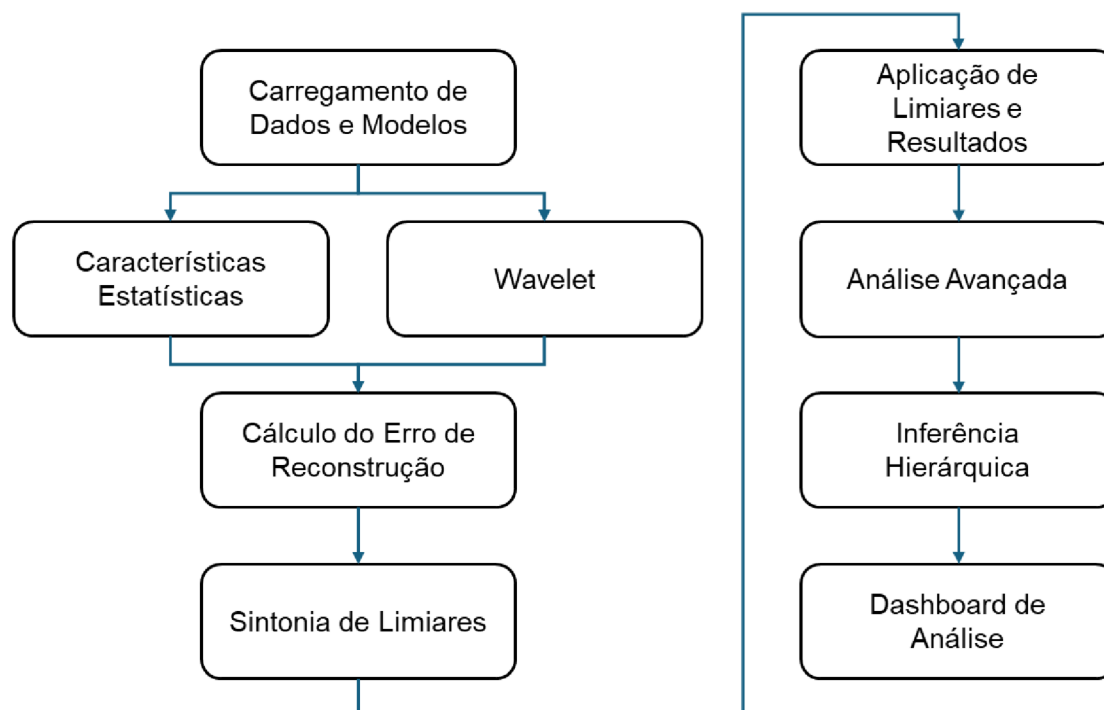 Carregamento de
Dados e Modelos
Características
Estatísticas
Wavelet
Cálculo do Erro de
Reconstrução
Sintonia de Limiares
Aplicação de
Limiares e
Resultados
Análise Avançada
Inferência
Hierárquica
Dashboard de
Análise